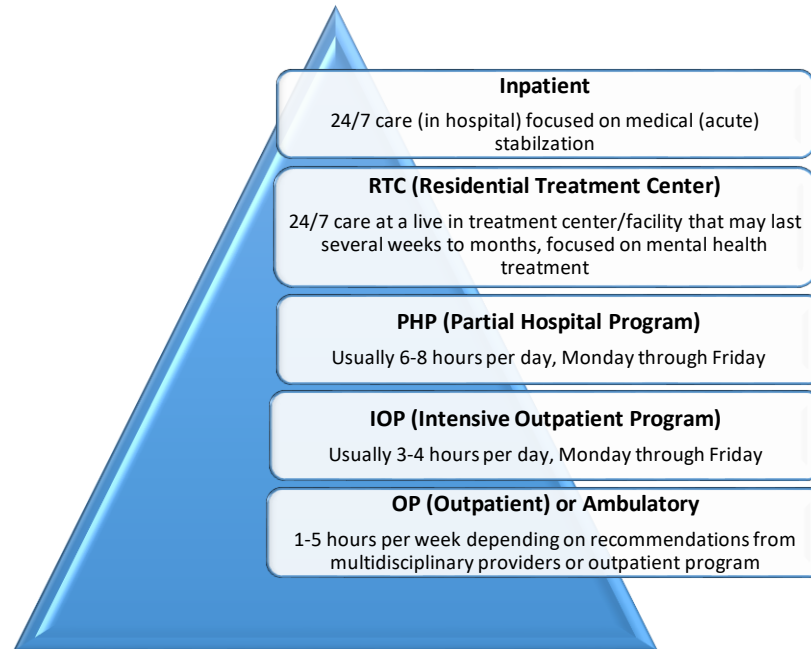 Inpatient
24/7 care (in hospital) focused on medical (acute)
stabilzation
RTC (Residential Treatment Center)
24/7 care at a live in treatment center/facility that may last
several weeks to months, focused on mental health
treatment
PHP (Partial Hospital Program)
Usually 6-8 hours per day, Monday through Friday
IOP (Intensive Outpatient Program)
Usually 3-4 hours per day, Monday through Friday
OP (Outpatient) or Ambulatory
1-5 hours per week depending on recommendations from
multidisciplinary providers or outpatient program